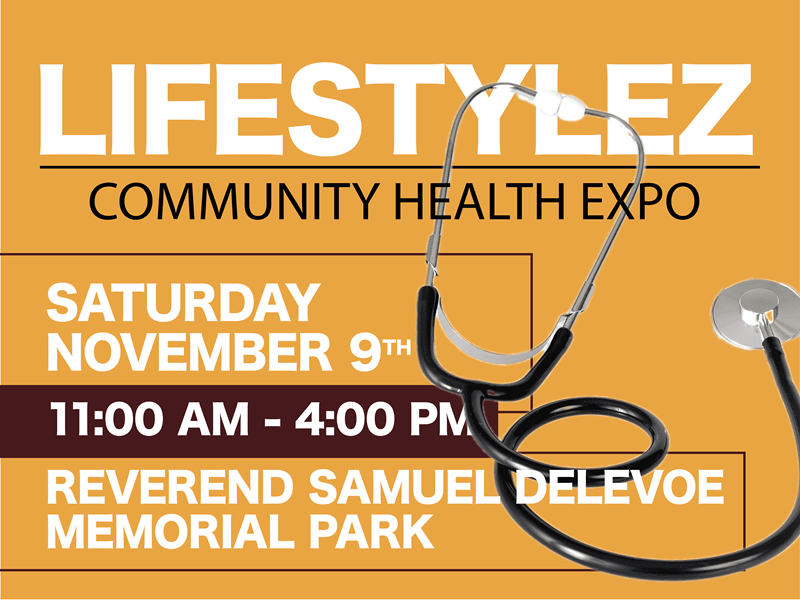 LIFESTYLEZ
COMMUNITY HEALTH EXPO
SATURDAY
NOVEMBER 9TH
11:00 AM - 4:00 PM
REVEREND SAMUEL DELEVOE
MEMORIAL PARK